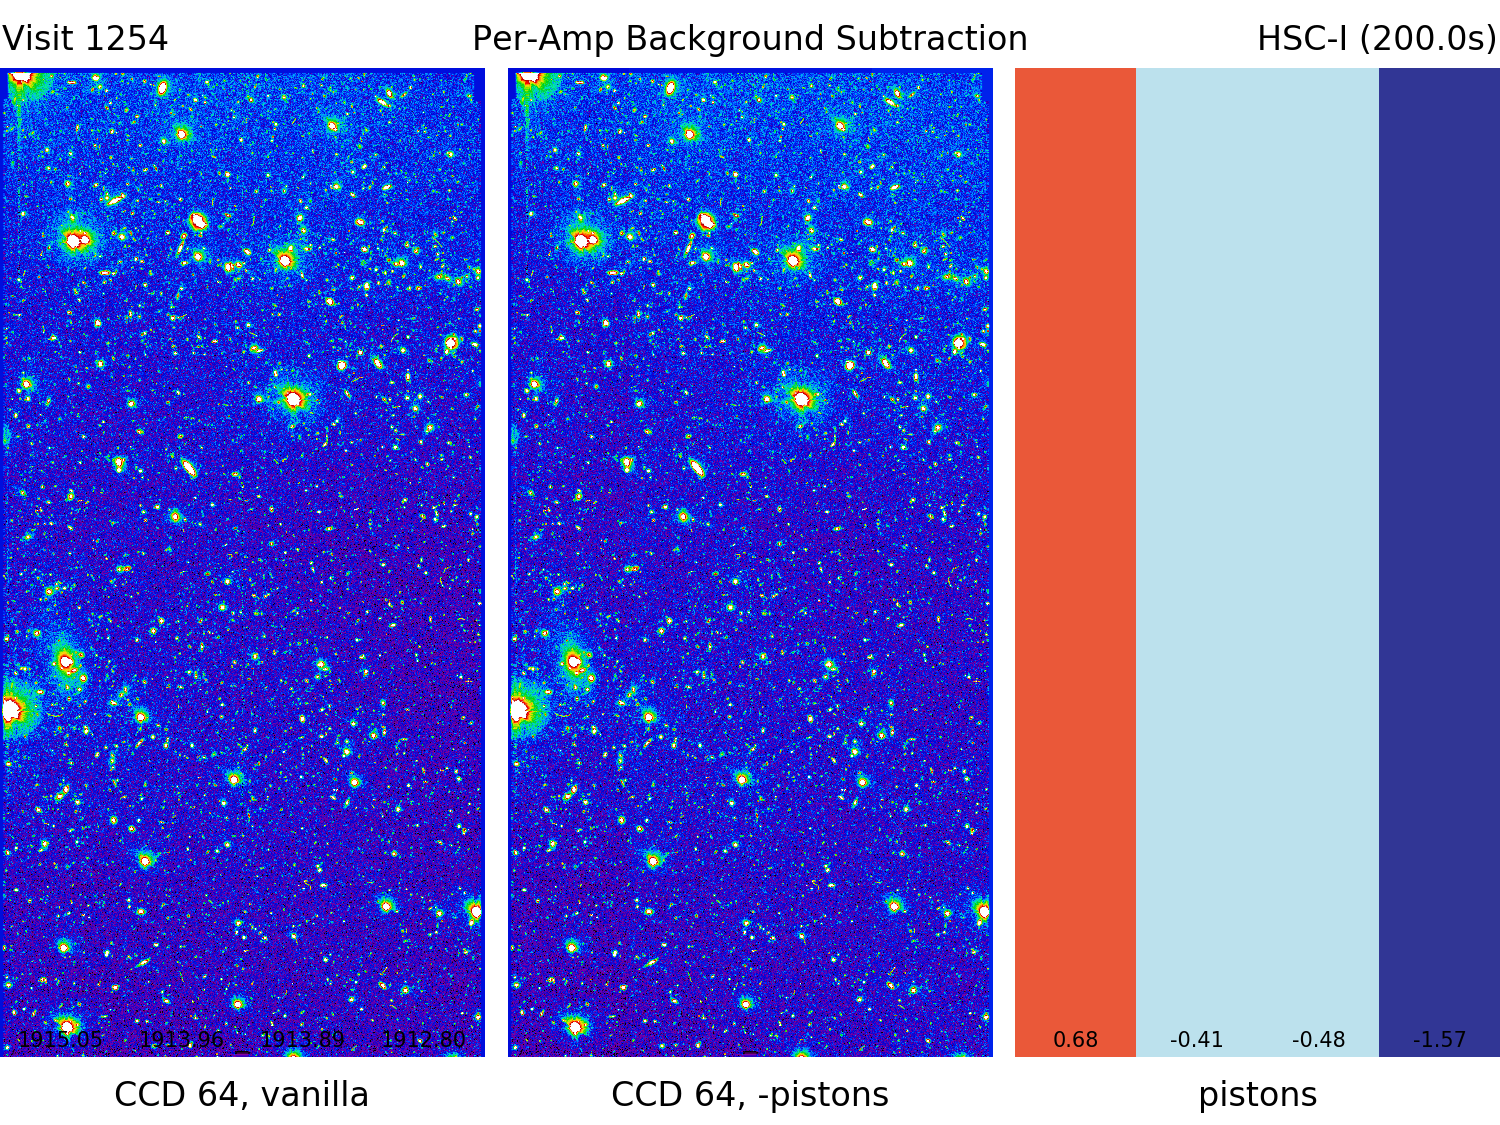 Visit 1254 Per-Amp Background Subtraction HSC-I (200.0s)
1915.05 1913.96 1913.89 1912.80 0.68 -0.41 -0.48 -1.57
CCD 64, vanilla CCD 64, -pistons pistons